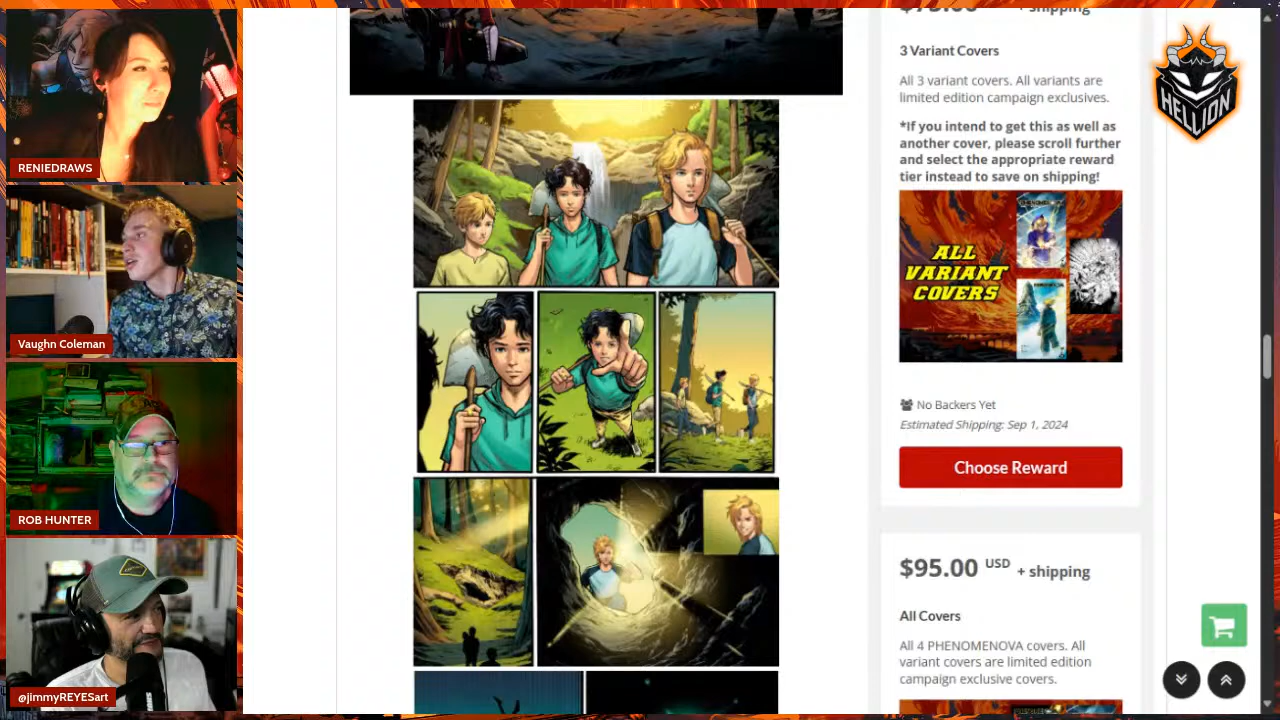 RENIEDRAWS
Vaughn Coleman
ROB HUNTER
@jimmyREYESart
+ shipping
3 Variant Covers
All 3 variant covers. All variants are
limited edition campaign exclusives.
*If you intend to get this as well as
another cover, please scroll further
and select the appropriate reward
tier instead to save on shipping!
ALL
VARIANT
COVERS
No Backers Yet
Estimated Shipping: Sep 1, 2024
Choose Reward
$95.00 USD + shipping
All Covers
All 4 PHENOMENOVA covers. All
variant covers are limited edition
campaign exclusive covers.
HELLION